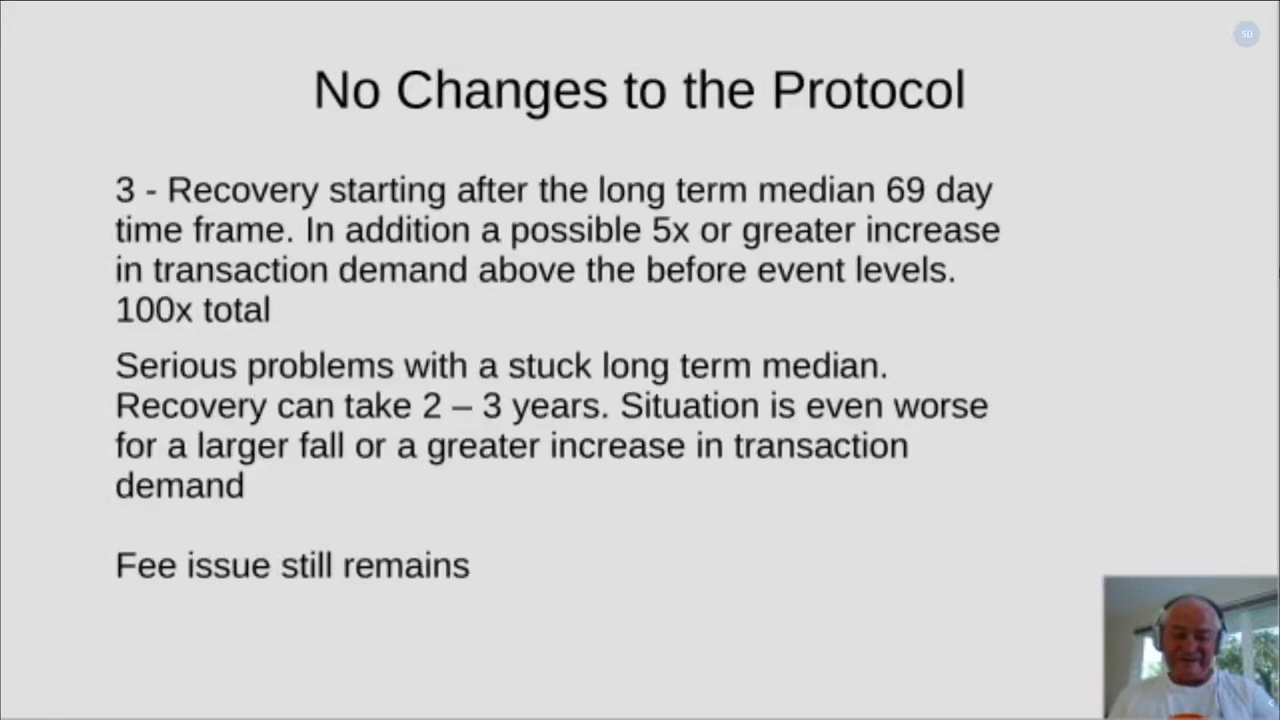 SD
No Changes to the Protocol
3 - Recovery starting after the long term median 69 day
time frame. In addition a possible 5x or greater increase
in transaction demand above the before event levels.
100x total
Serious problems with a stuck long term median.
Recovery can take 2 – 3 years. Situation is even worse
for a larger fall or a greater increase in transaction
demand
Fee issue still remains